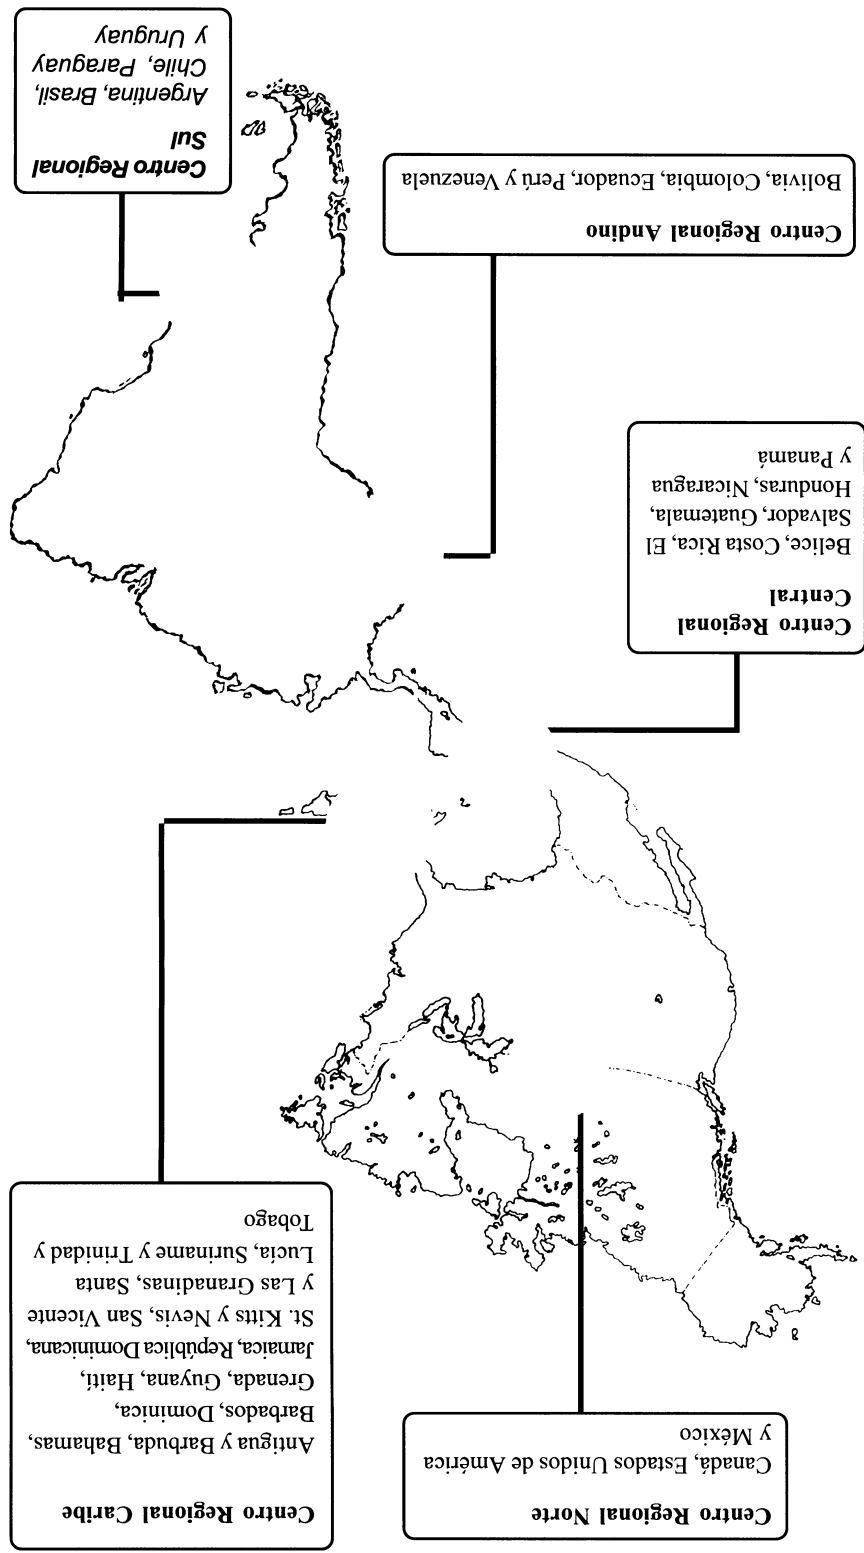 Centro Regional Norte
Canadá, Estados Unidos de América
y México
Centro Regional Caribe
Antigua y Barbuda, Bahamas,
Barbados, Dominica,
Grenada, Guyana, Haití,
Jamaica, República Dominicana,
St. Kitts y Nevis, San Vicente
y Las Granadinas, Santa
Lucía, Suriname y Trinidad y
Tobago
Centro Regional
Central
Belice, Costa Rica, El
Salvador, Guatemala,
Honduras, Nicaragua
y Panamá
Centro Regional Andino
Bolivia, Colombia, Ecuador, Perú y Venezuela
Centro Regional
Sul
Argentina, Brasil,
Chile, Paraguay
y Uruguay